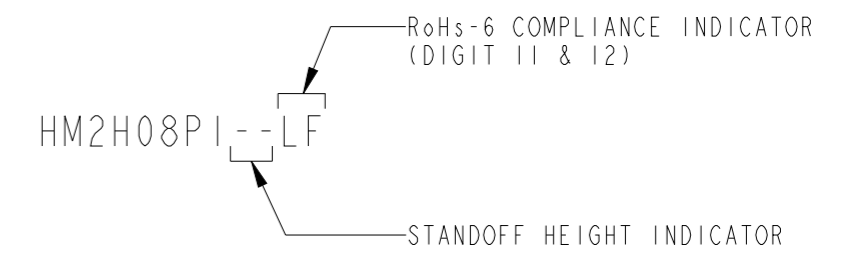 RoHs-6 COMPLIANCE INDICATOR
(DIGIT 11 & 12)
HM2H08P1--LF
STANDOFF HEIGHT INDICATOR